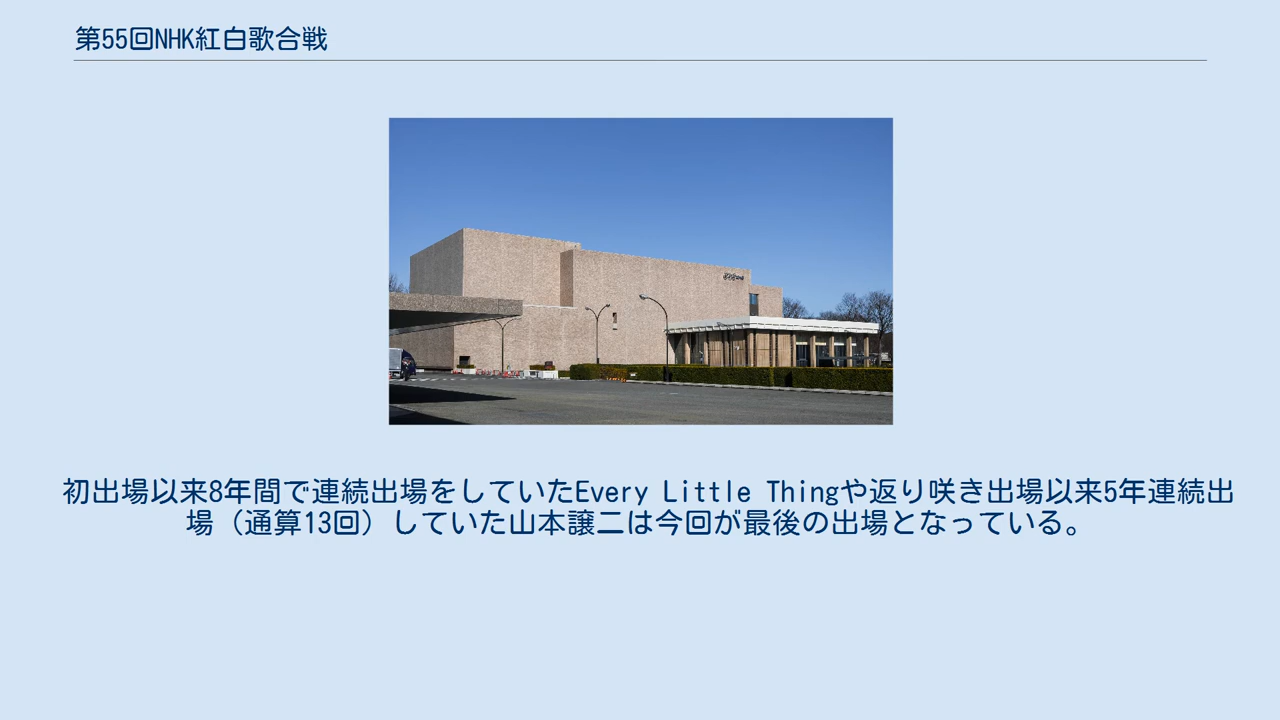 第55回NHK紅白歌合戦
初出場以来8年間で連続出場をしていたEvery Little Thingや返り咲き出場以来5年連続出
場（通算13回）していた山本譲二は今回が最後の出場となっている。